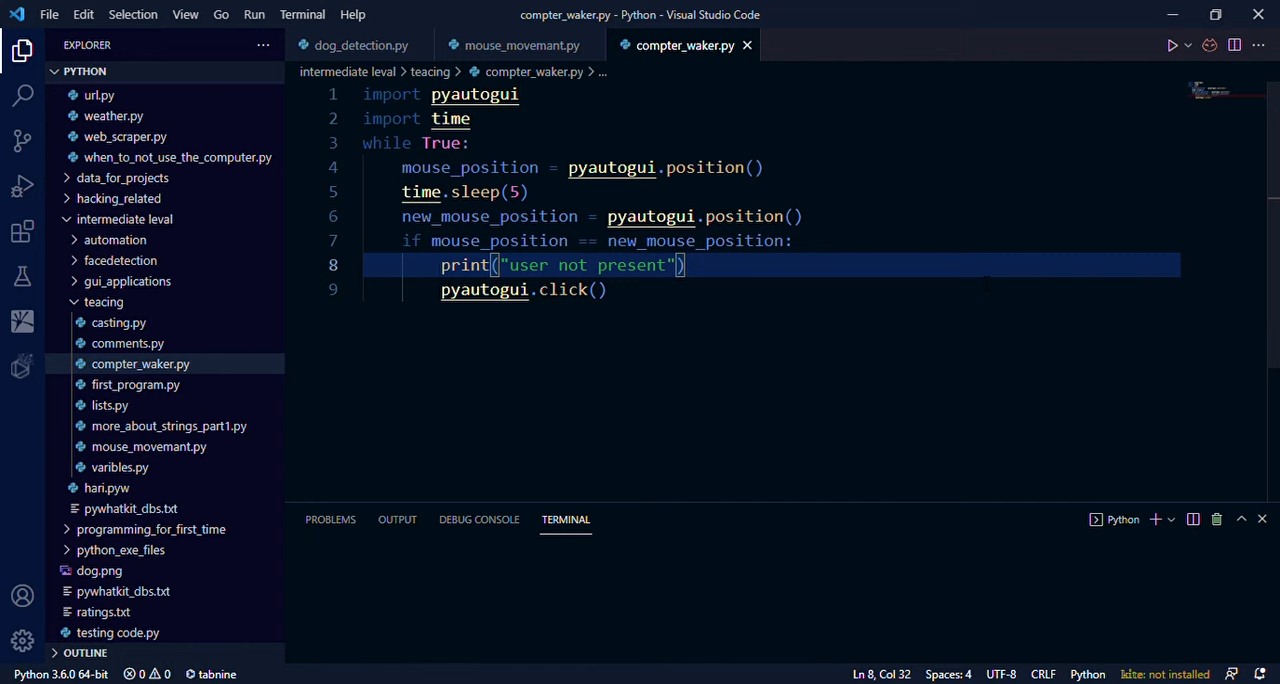 File Edit Selection View Go Run Terminal Help
compter_waker.py - Python - Visual Studio Code
EXPLORER
PYTHON
url.py
weather.py
web_scraper.py
when_to_not_use_the_computer.py
data_for_projects
hacking_related
intermediate leval
automation
facedetection
gui_applications
teacing
casting.py
comments.py
compter_waker.py
first_program.py
lists.py
more_about_strings_part1.py
mouse_movemant.py
varibles.py
hari.pyw
pywhatkit_dbs.txt
programming_for_first_time
python_exe_files
dog.png
pywhatkit_dbs.txt
ratings.txt
testing code.py
OUTLINE
dog_detection.py mouse_movemant.py compter_waker.py
intermediate leval > teacing > compter_waker.py > ...
1 import pyautogui
2 import time
3 while True:
4 mouse_position = pyautogui.position()
5 time.sleep(5)
6 new_mouse_position = pyautogui.position()
7 if mouse_position == new_mouse_position:
8 print("user not present")
9 pyautogui.click()
PROBLEMS OUTPUT DEBUG CONSOLE TERMINAL
Python
Python 3.6.0 64-bit 0 0 tabnine
Ln 8, Col 32 Spaces: 4 UTF-8 CRLF Python kite: not installed